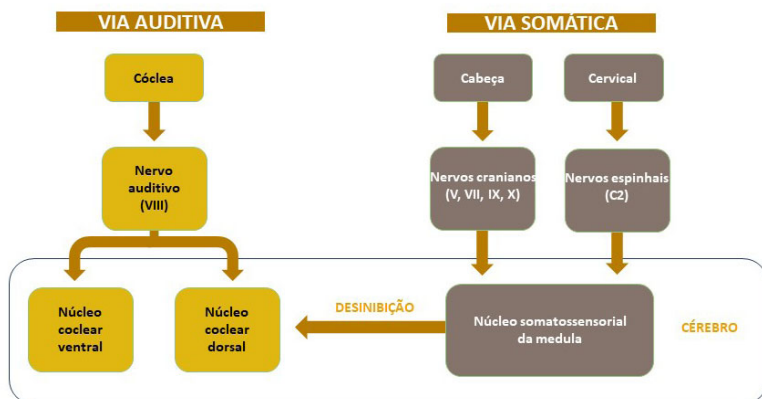 VIA AUDITIVA
VIA SOMÁTICA
Cóclea
Cabeça
Cervical
Nervo
auditivo
(VIII)
Nervos cranianos
(V, VII, IX, X)
Nervos espinhais
(C2)
Núcleo
coclear
ventral
Núcleo
coclear
dorsal
DESINIBIÇÃO
Núcleo somatossensorial
da medula
CÉREBRO